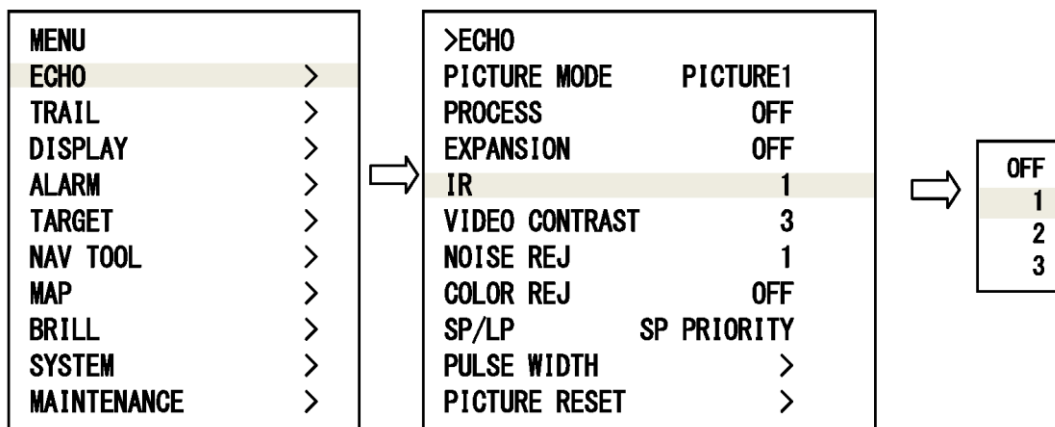 MENU
ECHO >
TRAIL >
DISPLAY >
ALARM >
TARGET >
NAV TOOL >
MAP >
BRILL >
SYSTEM >
MAINTENANCE >
>ECHO
PICTURE MODE PICTURE1
PROCESS OFF
EXPANSION OFF
IR 1
VIDEO CONTRAST 3
NOISE REJ 1
COLOR REJ OFF
SP/LP SP PRIORITY
PULSE WIDTH >
PICTURE RESET >
OFF
1
2
3